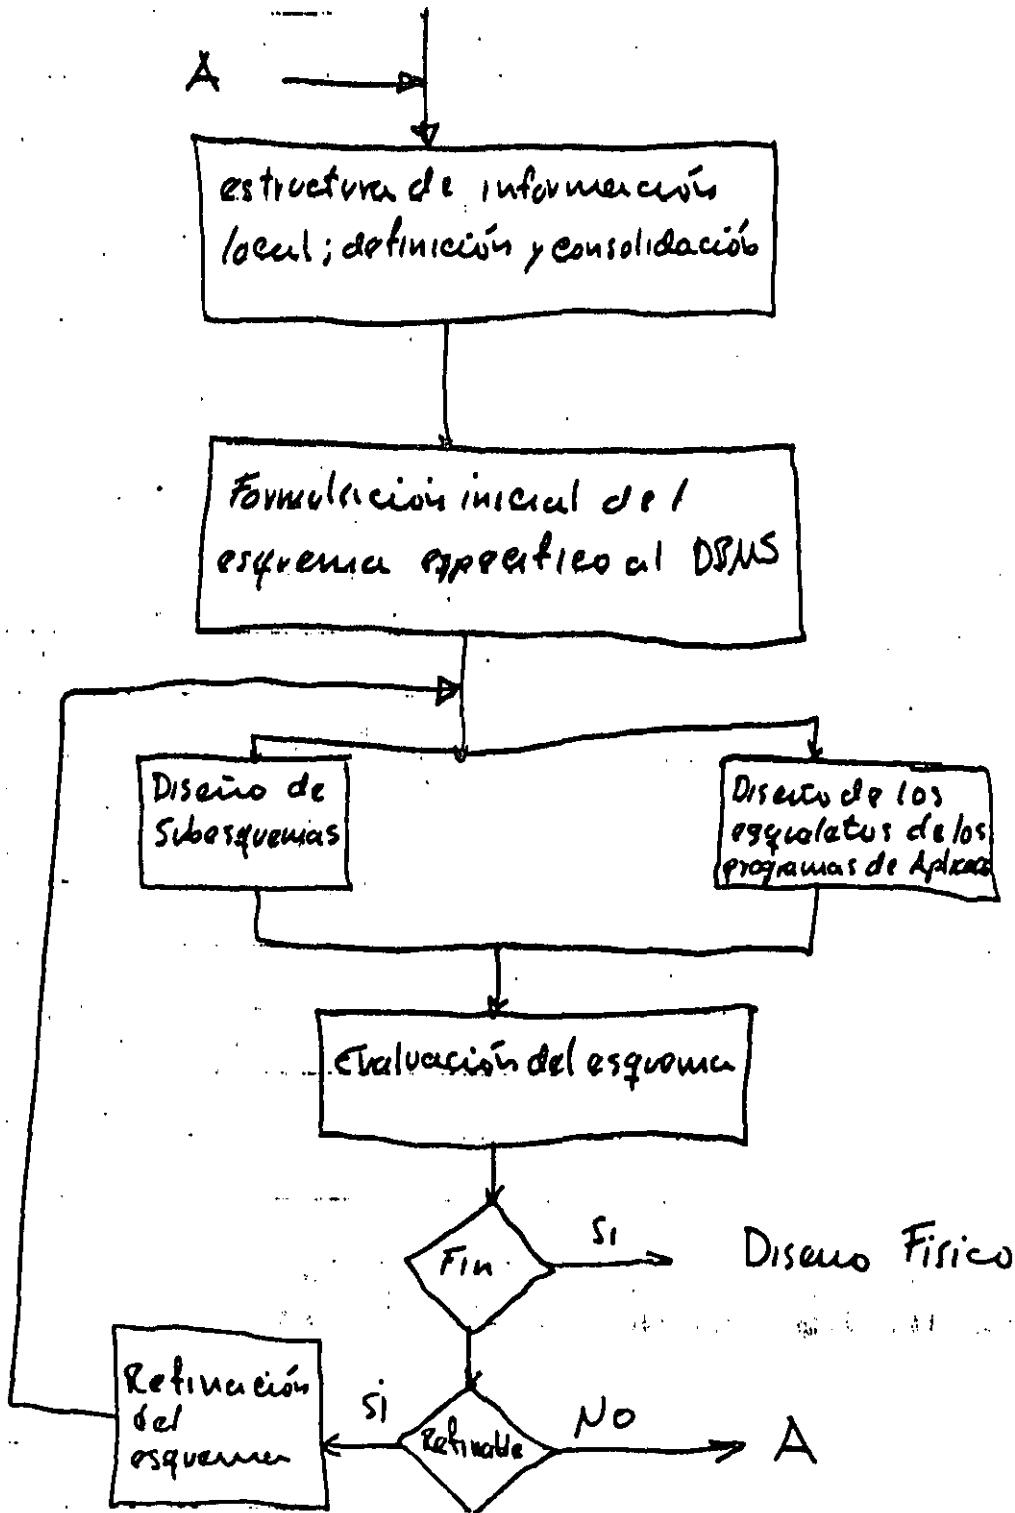 A
estructura de información
local; definición y consolidación
Formulación inicial del
esquema especifico al DBMS
Diseño de
Subesquemas
Diseño de los
esqueletos de los
programas de Aplicac
Evaluación del esquema
Fin
Si
Diseño Físico
Refinación
del
esquema
si
Refinable
NO
A